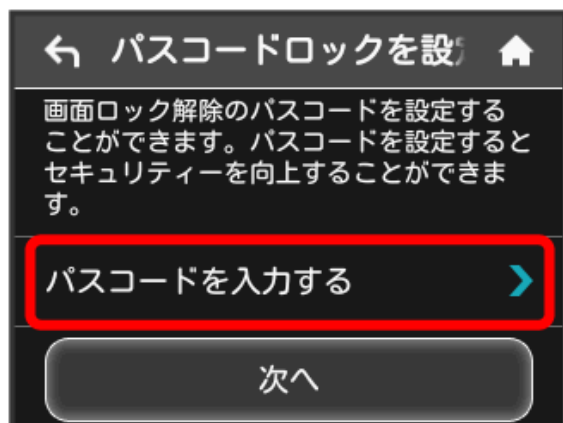 パスコードロックを設
画面ロック解除のパスコードを設定する
ことができます。パスコードを設定すると
セキュリティーを向上することができま
す。
パスコードを入力する
次へ